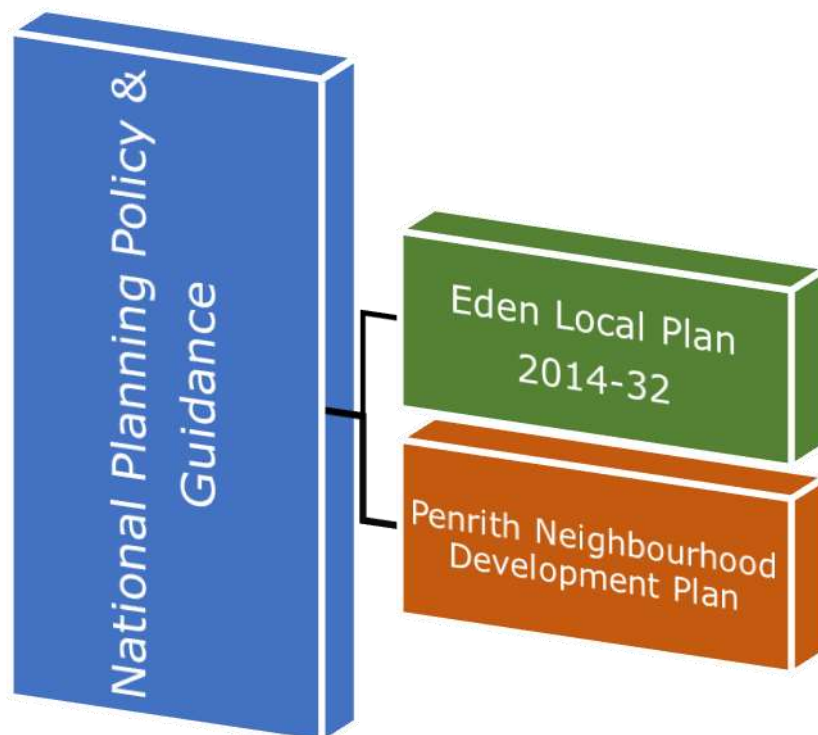 National Planning Policy &
Guidance
Eden Local Plan
2014-32
Penrith Neighbourhood
Development Plan